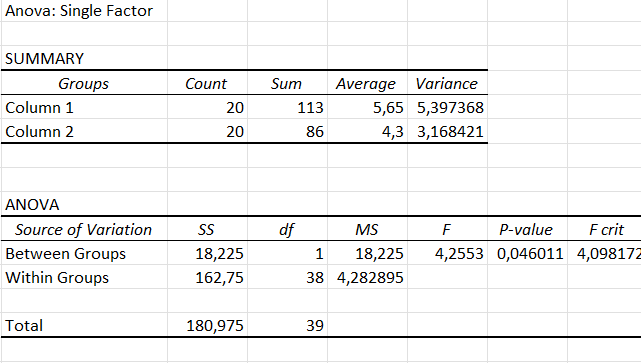 Anova: Single Factor
SUMMARY
Groups Count Sum Average Variance
Column 1 20 113 5,65 5,397368
Column 2 20 86 4,3 3,168421
ANOVA
Source of Variation SS df MS F P-value F crit
Between Groups 18,225 1 18,225 4,2553 0,046011 4,098172
Within Groups 162,75 38 4,282895
Total 180,975 39